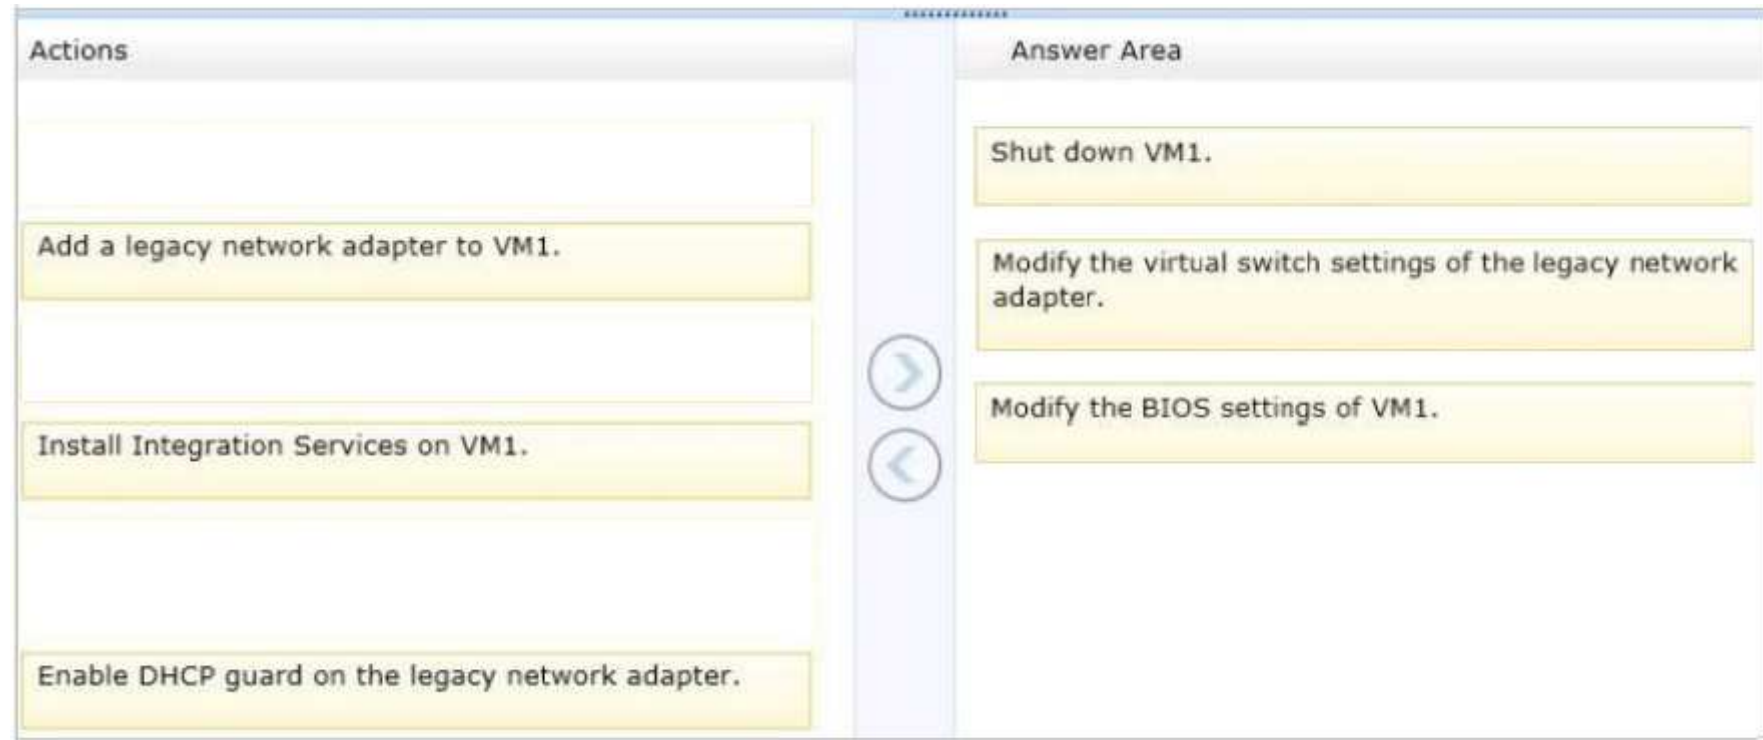 Actions
Add a legacy network adapter to VM1.
Install Integration Services on VM1.
Enable DHCP guard on the legacy network adapter.
Answer Area
Shut down VM1.
Modify the virtual switch settings of the legacy network
adapter.
Modify the BIOS settings of VM1.